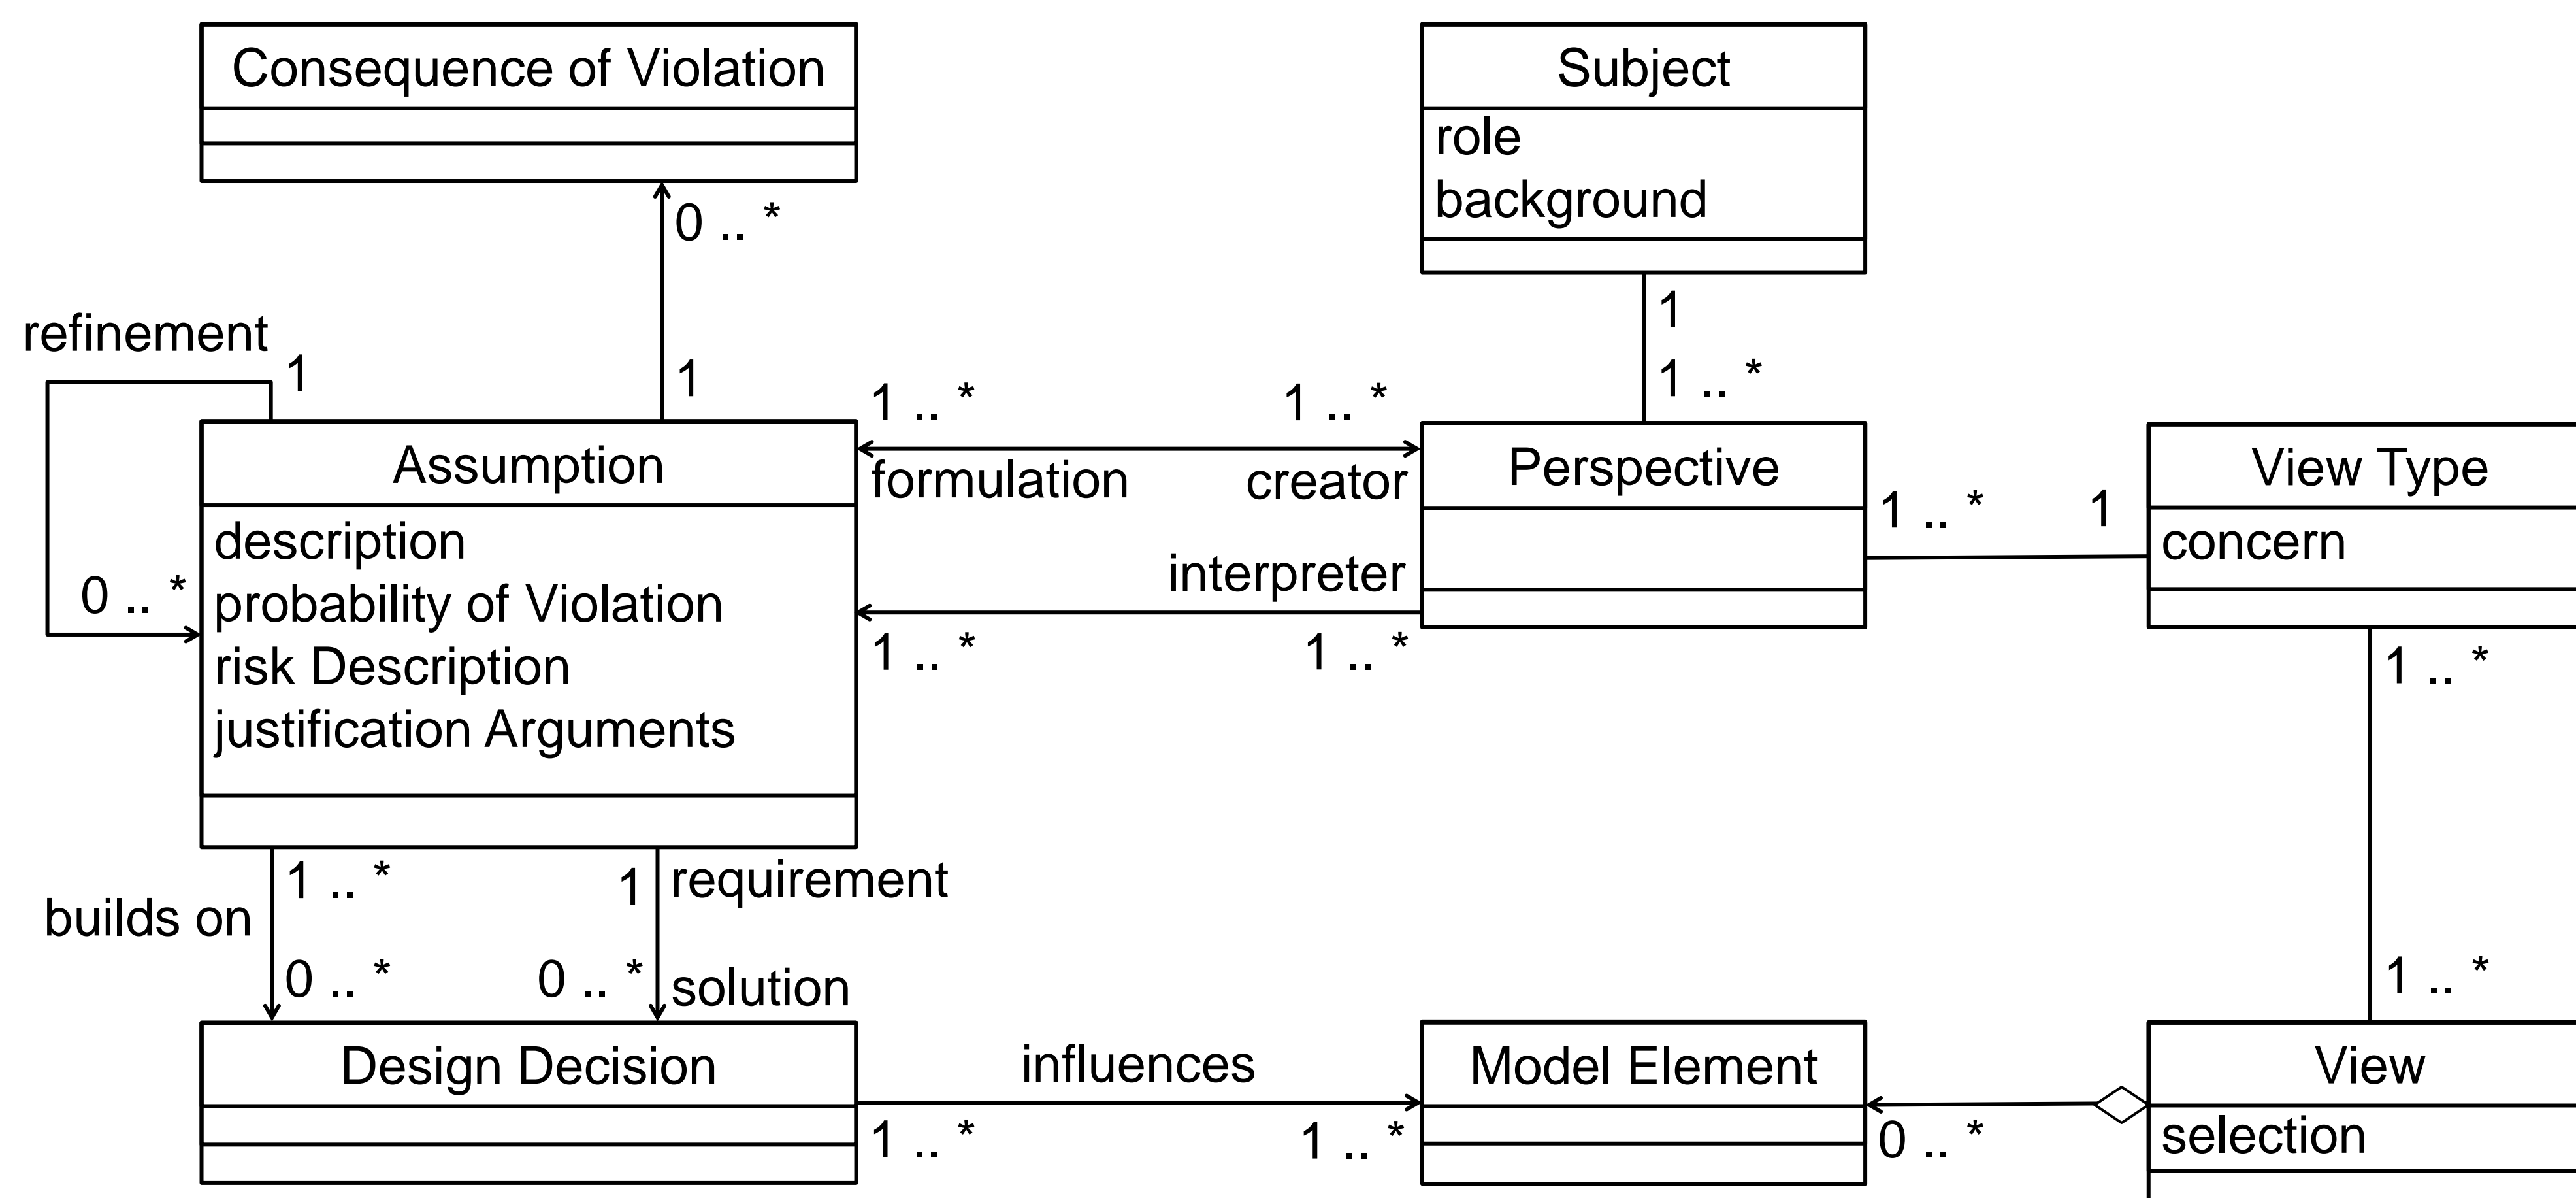 Consequence of Violation
Subject
role
background
0 .. *
1
1 .. *
refinement
1
1
0 .. *
Assumption
description
probability of Violation
risk Description
justification Arguments
1 .. *
1 .. *
formulation
creator
interpreter
1 .. *
1 .. *
Perspective
1 .. *
1
View Type
concern
1 .. *
1 .. *
builds on
1 .. *
0 .. *
1
requirement
0 .. *
solution
Design Decision
influences
1 .. *
1 .. *
Model Element
0 .. *
View
selection